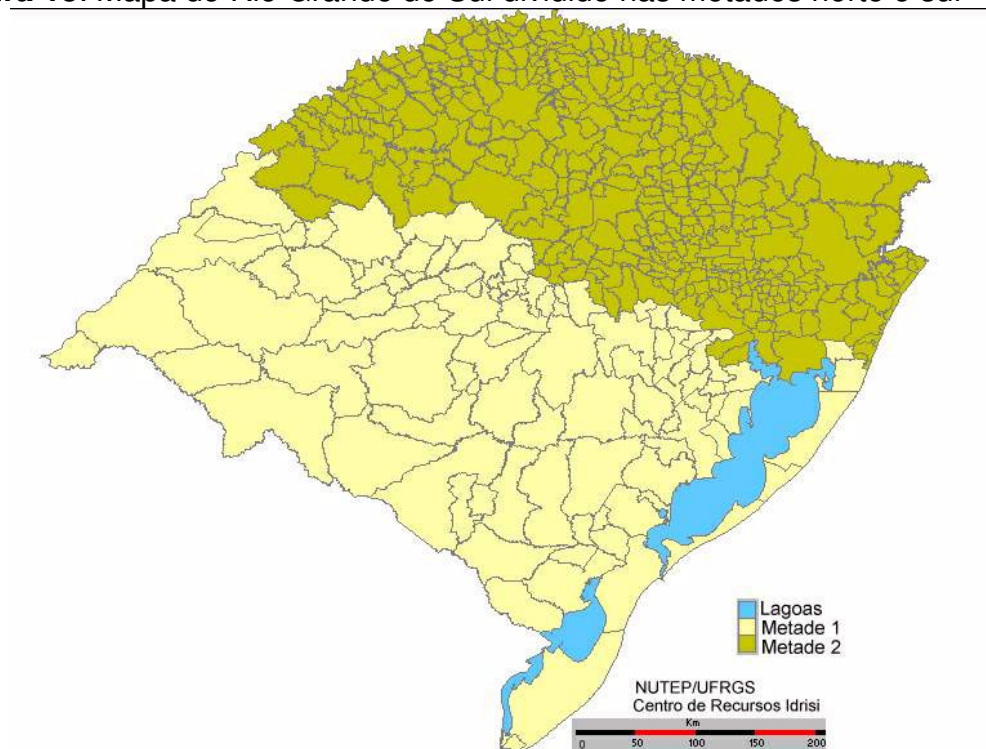 Mapa do Rio Grande do Sul dividido nas metades norte e sul
Lagoas
Metade 1
Metade 2
NUTEP/UFRGS
Centro de Recursos Idrisi
Km
0 50 100 150 200